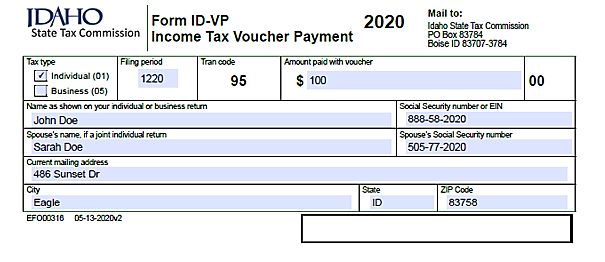 IDAHO
State Tax Commission
Form ID-VP
Income Tax Voucher Payment
2020
Mail to:
Idaho State Tax Commission
PO Box 83784
Boise ID 83707-3784
Tax type
✓ Individual (01)
Business (05)
Filing period
1220
Tran code
95
Amount paid with voucher
$ 100
00
Name as shown on your individual or business return
John Doe
Social Security number or EIN
888-58-2020
Spouse's name, if a joint individual return
Sarah Doe
Spouse's Social Security number
505-77-2020
Current mailing address
486 Sunset Dr
City
Eagle
State
ID
ZIP Code
83758
EFO00316 05-13-2020v2